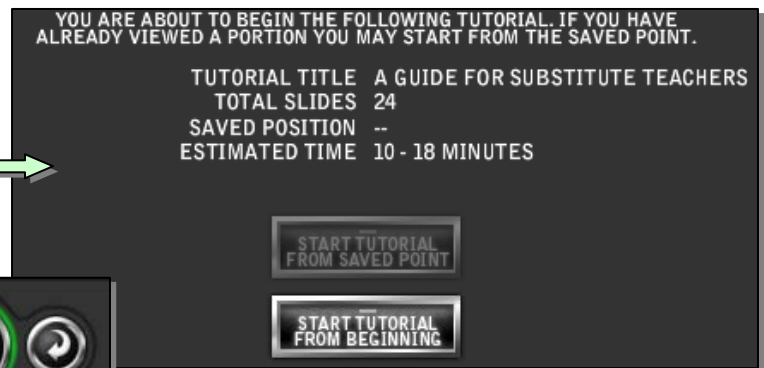 YOU ARE ABOUT TO BEGIN THE FOLLOWING TUTORIAL. IF YOU HAVE
ALREADY VIEWED A PORTION YOU MAY START FROM THE SAVED POINT.
TUTORIAL TITLE A GUIDE FOR SUBSTITUTE TEACHERS
TOTAL SLIDES 24
SAVED POSITION --
ESTIMATED TIME 10 - 18 MINUTES
START TUTORIAL
FROM SAVED POINT
START TUTORIAL
FROM BEGINNING